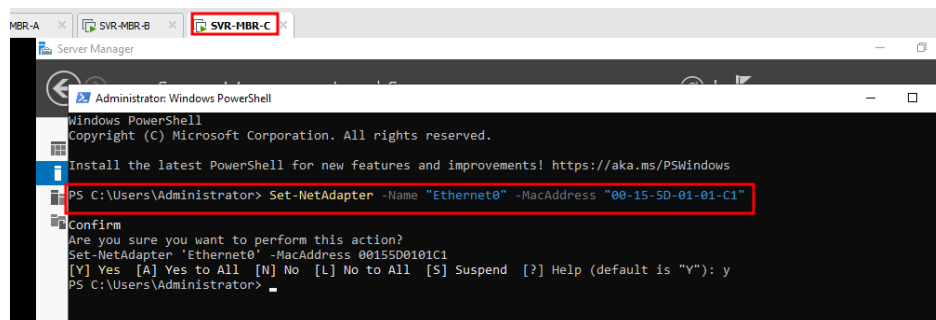 MBR-A
SVR-MBR-B
SVR-MBR-C
Server Manager
Administrator: Windows PowerShell
Windows PowerShell
Copyright (C) Microsoft Corporation. All rights reserved.
Install the latest PowerShell for new features and improvements! https://aka.ms/PSWindows
PS C:\Users\Administrator> Set-NetAdapter -Name "Ethernet0" -MacAddress "00-15-5D-01-01-C1"
Confirm
Are you sure you want to perform this action?
Set-NetAdapter 'Ethernet0' -MacAddress 00155D0101C1
[Y] Yes  [A] Yes to All  [N] No  [L] No to All  [S] Suspend  [?] Help (default is "Y"): y
PS C:\Users\Administrator>